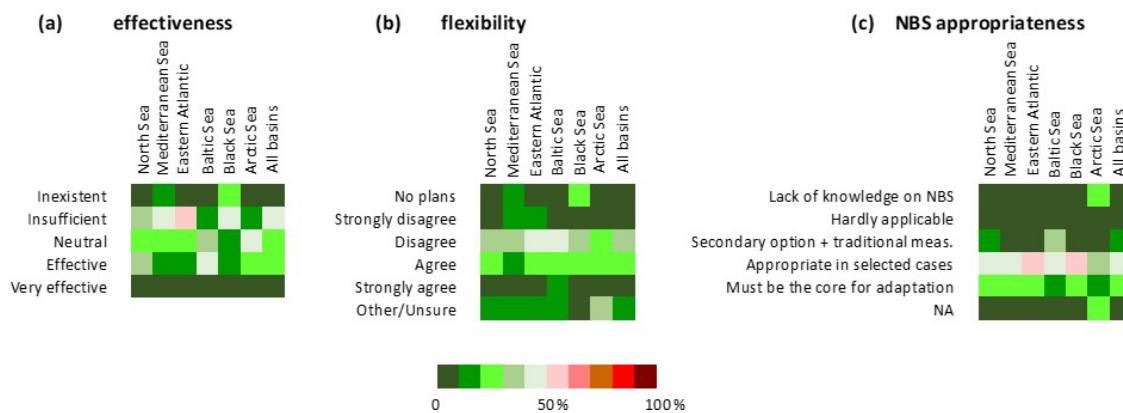 (a) effectiveness
North Sea
Mediterranean Sea
Eastern Atlantic
Baltic Sea
Black Sea
Arctic Sea
All basins
Inexistent
Insufficient
Neutral
Effective
Very effective
(b) flexibility
North Sea
Mediterranean Sea
Eastern Atlantic
Baltic Sea
Black Sea
Arctic Sea
All basins
No plans
Strongly disagree
Disagree
Agree
Strongly agree
Other/Unsure
(c) NBS appropriateness
North Sea
Mediterranean Sea
Eastern Atlantic
Baltic Sea
Black Sea
Arctic Sea
All basins
Lack of knowledge on NBS
Hardly applicable
Secondary option + traditional meas.
Appropriate in selected cases
Must be the core for adaptation
NA
0 50% 100%